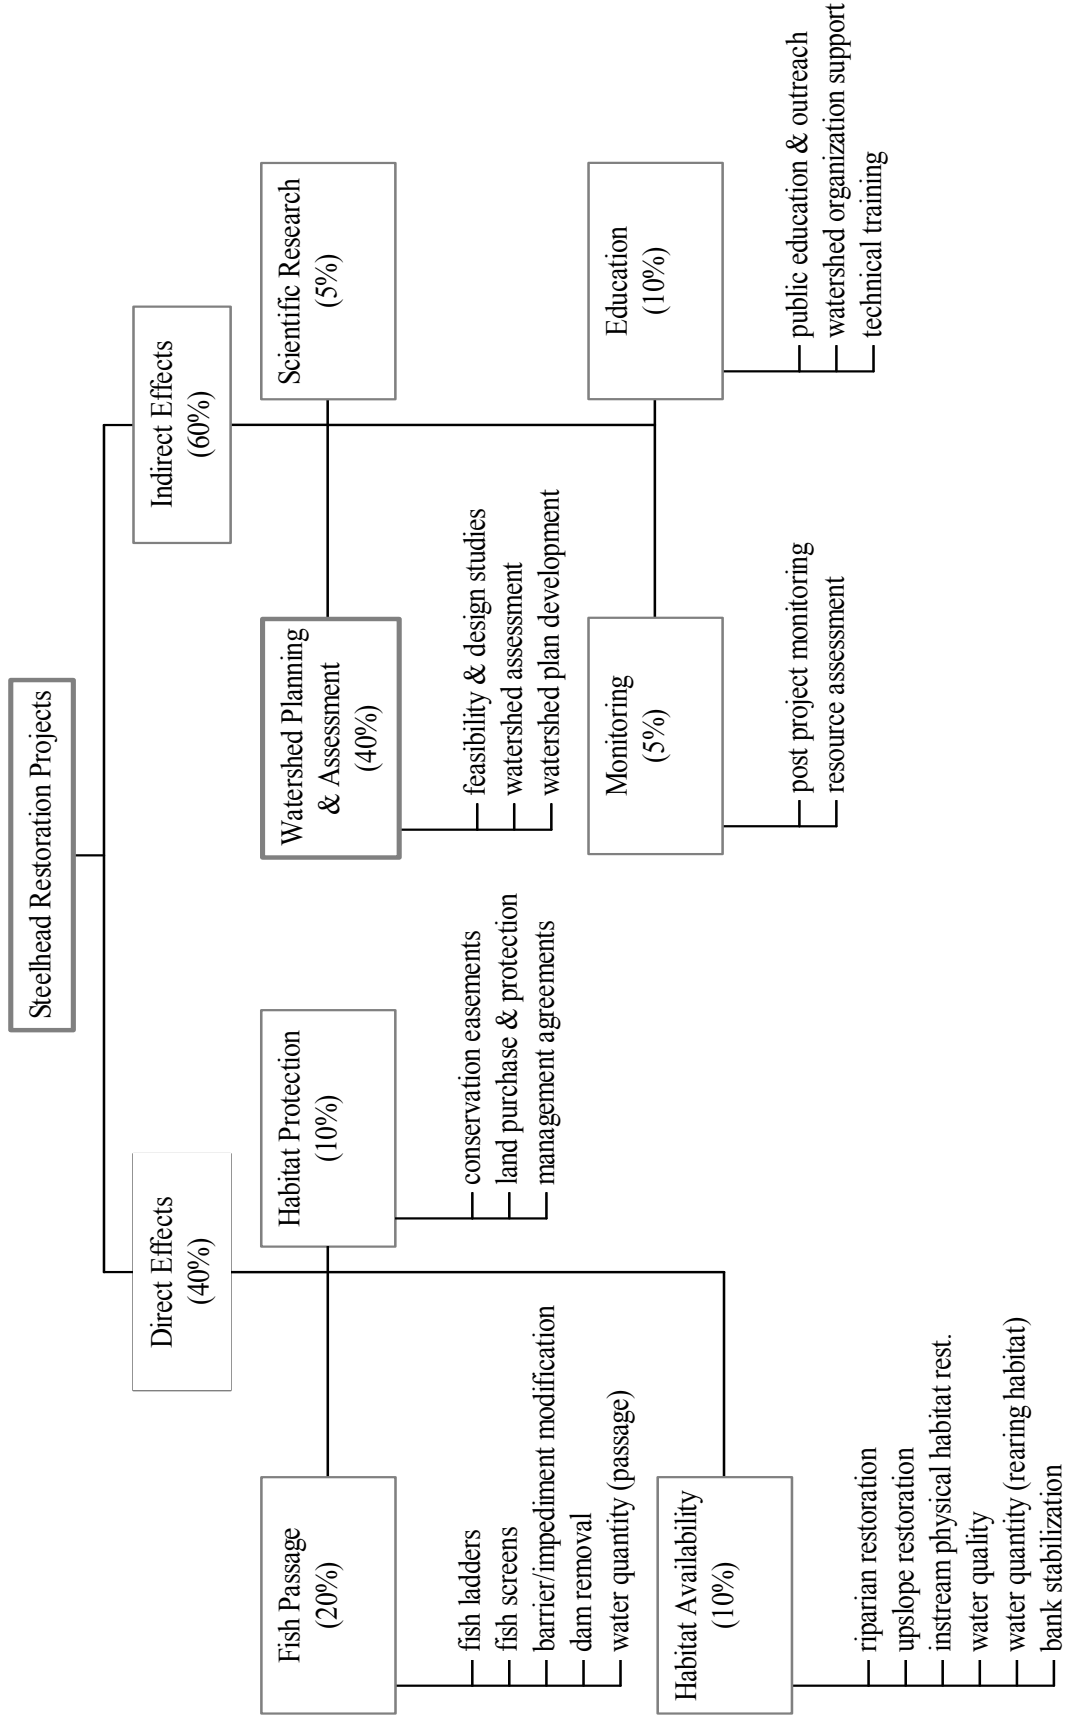 Steelhead Restoration Projects
Direct Effects
(40%)
Indirect Effects
(60%)
Fish Passage
(20%)
fish ladders
fish screens
barrier/impediment modification
dam removal
water quantity (passage)
Habitat Protection
(10%)
conservation easements
land purchase & protection
management agreements
Habitat Availability
(10%)
riparian restoration
upslope restoration
instream physical habitat rest.
water quality
water quantity (rearing habitat)
bank stabilization
Watershed Planning
& Assessment
(40%)
feasibility & design studies
watershed assessment
watershed plan development
Scientific Research
(5%)
Monitoring
(5%)
post project monitoring
resource assessment
Education
(10%)
public education & outreach
watershed organization support
technical training